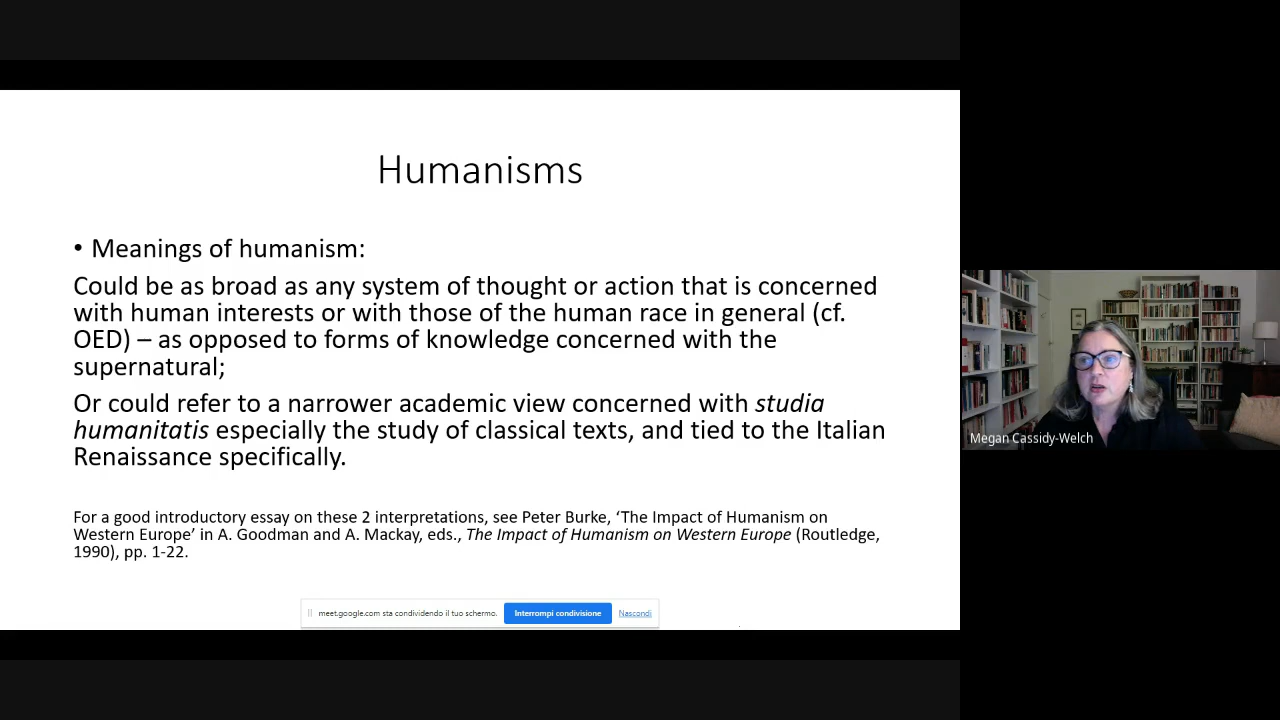 Humanisms
• Meanings of humanism:
Could be as broad as any system of thought or action that is concerned
with human interests or with those of the human race in general (cf.
OED) – as opposed to forms of knowledge concerned with the
supernatural;
Or could refer to a narrower academic view concerned with studia
humanitatis especially the study of classical texts, and tied to the Italian
Renaissance specifically.
For a good introductory essay on these 2 interpretations, see Peter Burke, ‘The Impact of Humanism on
Western Europe’ in A. Goodman and A. Mackay, eds., The Impact of Humanism on Western Europe (Routledge,
1990), pp. 1-22.
meet.google.com sta condividendo il tuo schermo. Interrompi condivisione Nascondi
Megan Cassidy-Welch